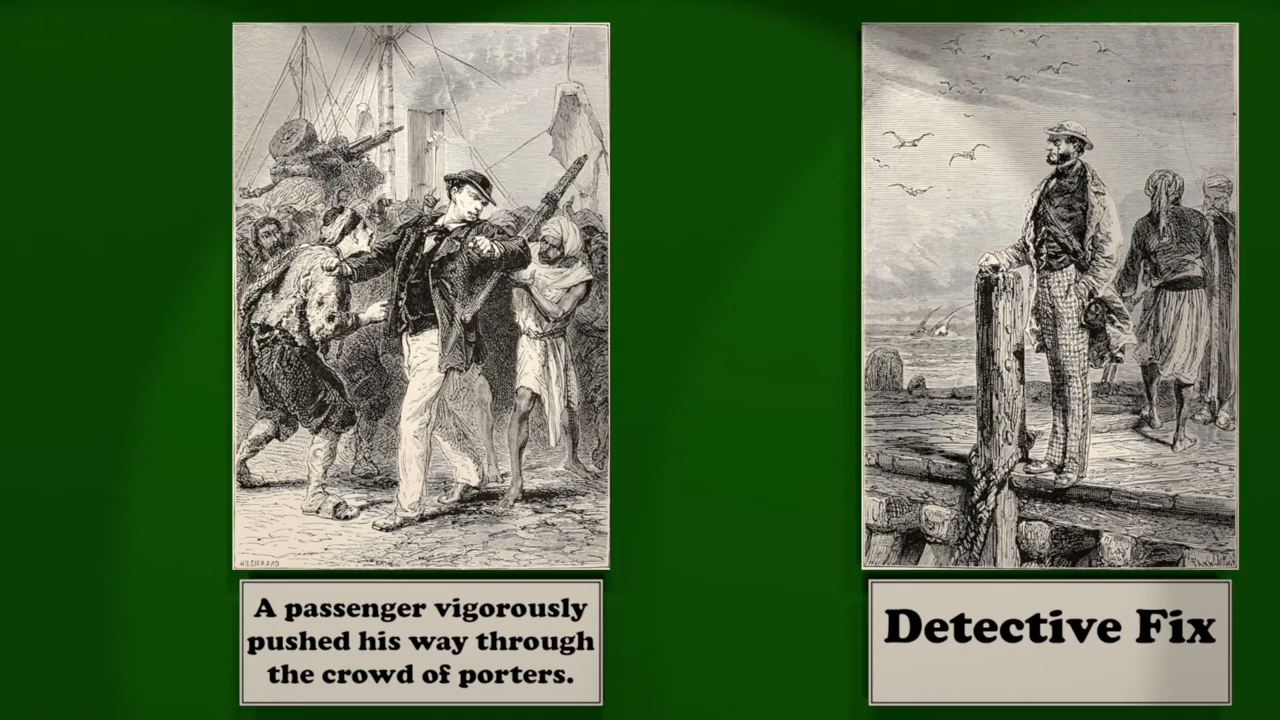 A passenger vigorously
pushed his way through
the crowd of porters.
Detective Fix